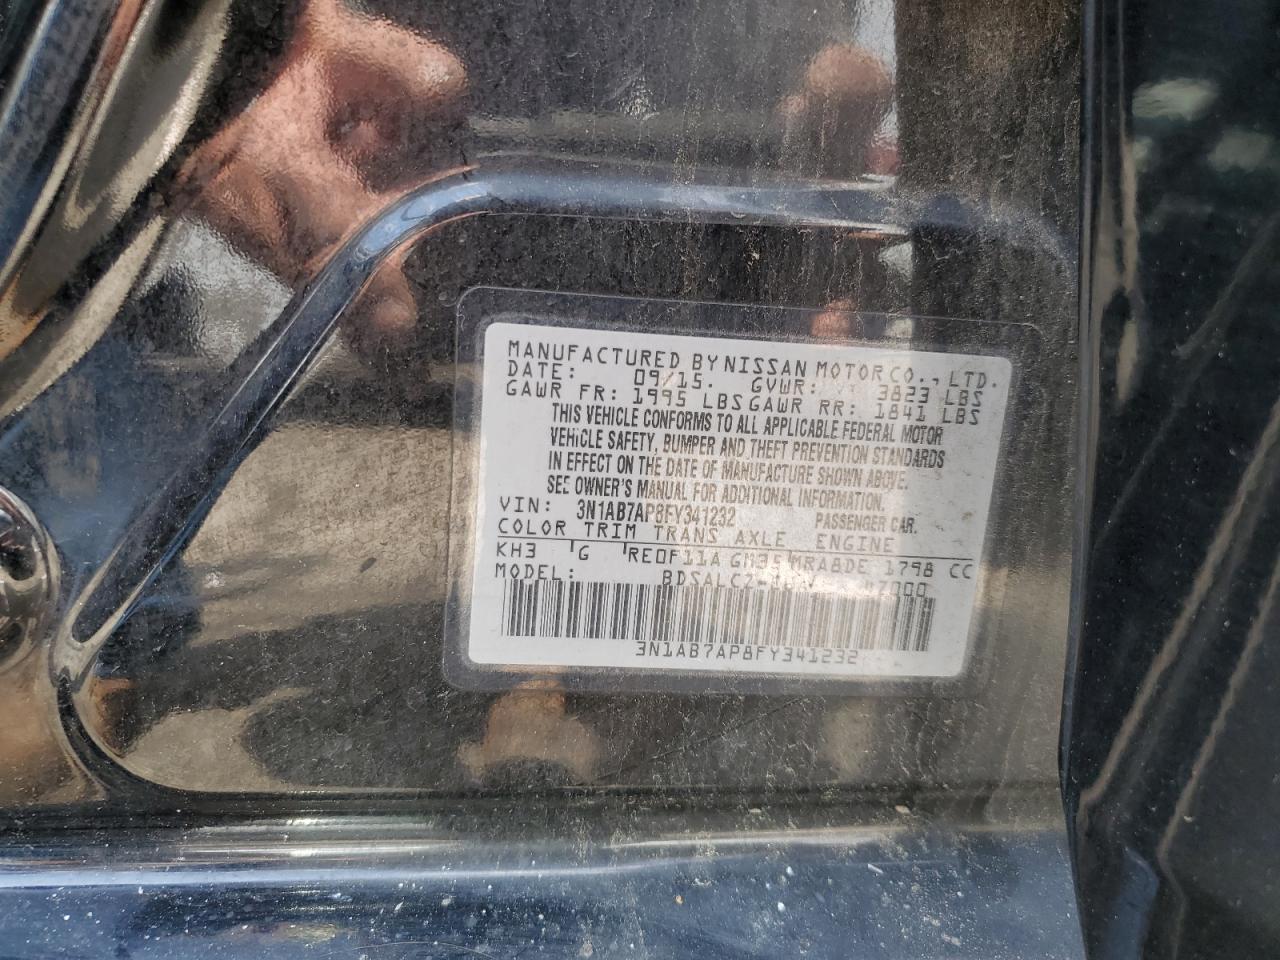 MANUFACTURED BY NISSAN MOTOR CO., LTD.
DATE: 09/15. GVWR: 3823 LBS
GAWR FR: 1995 LBS GAWR RR: 1841 LBS
THIS VEHICLE CONFORMS TO ALL APPLICABLE FEDERAL MOTOR
VEHICLE SAFETY, BUMPER AND THEFT PREVENTION STANDARDS
IN EFFECT ON THE DATE OF MANUFACTURE SHOWN ABOVE.
SEE OWNER'S MANUAL FOR ADDITIONAL INFORMATION.
VIN: 3N1AB7AP8FY341232 PASSENGER CAR.
COLOR TRIM TRANS AXLE ENGINE
KH3 G RE0F11A GM35 MRA8DE 1798 CC
MODEL:
3N1AB7AP8FY341232